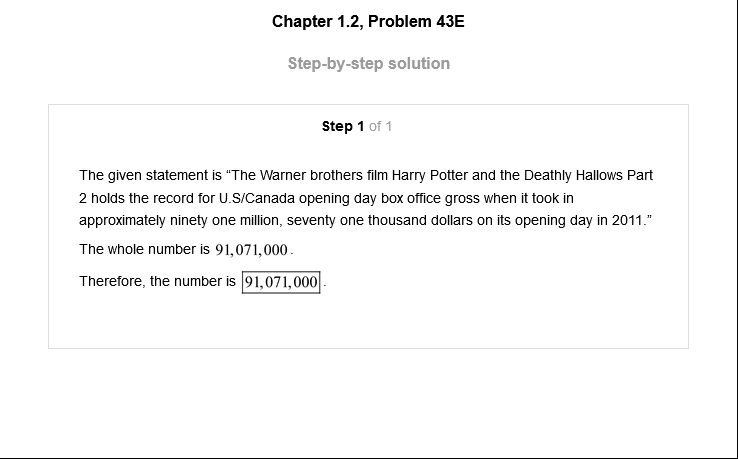 Chapter 1.2, Problem 43E
Step-by-step solution
Step 1 of 1
The given statement is “The Warner brothers film Harry Potter and the Deathly Hallows Part
2 holds the record for U.S/Canada opening day box office gross when it took in
approximately ninety one million, seventy one thousand dollars on its opening day in 2011.”
The whole number is 91,071,000.
Therefore, the number is 91,071,000.